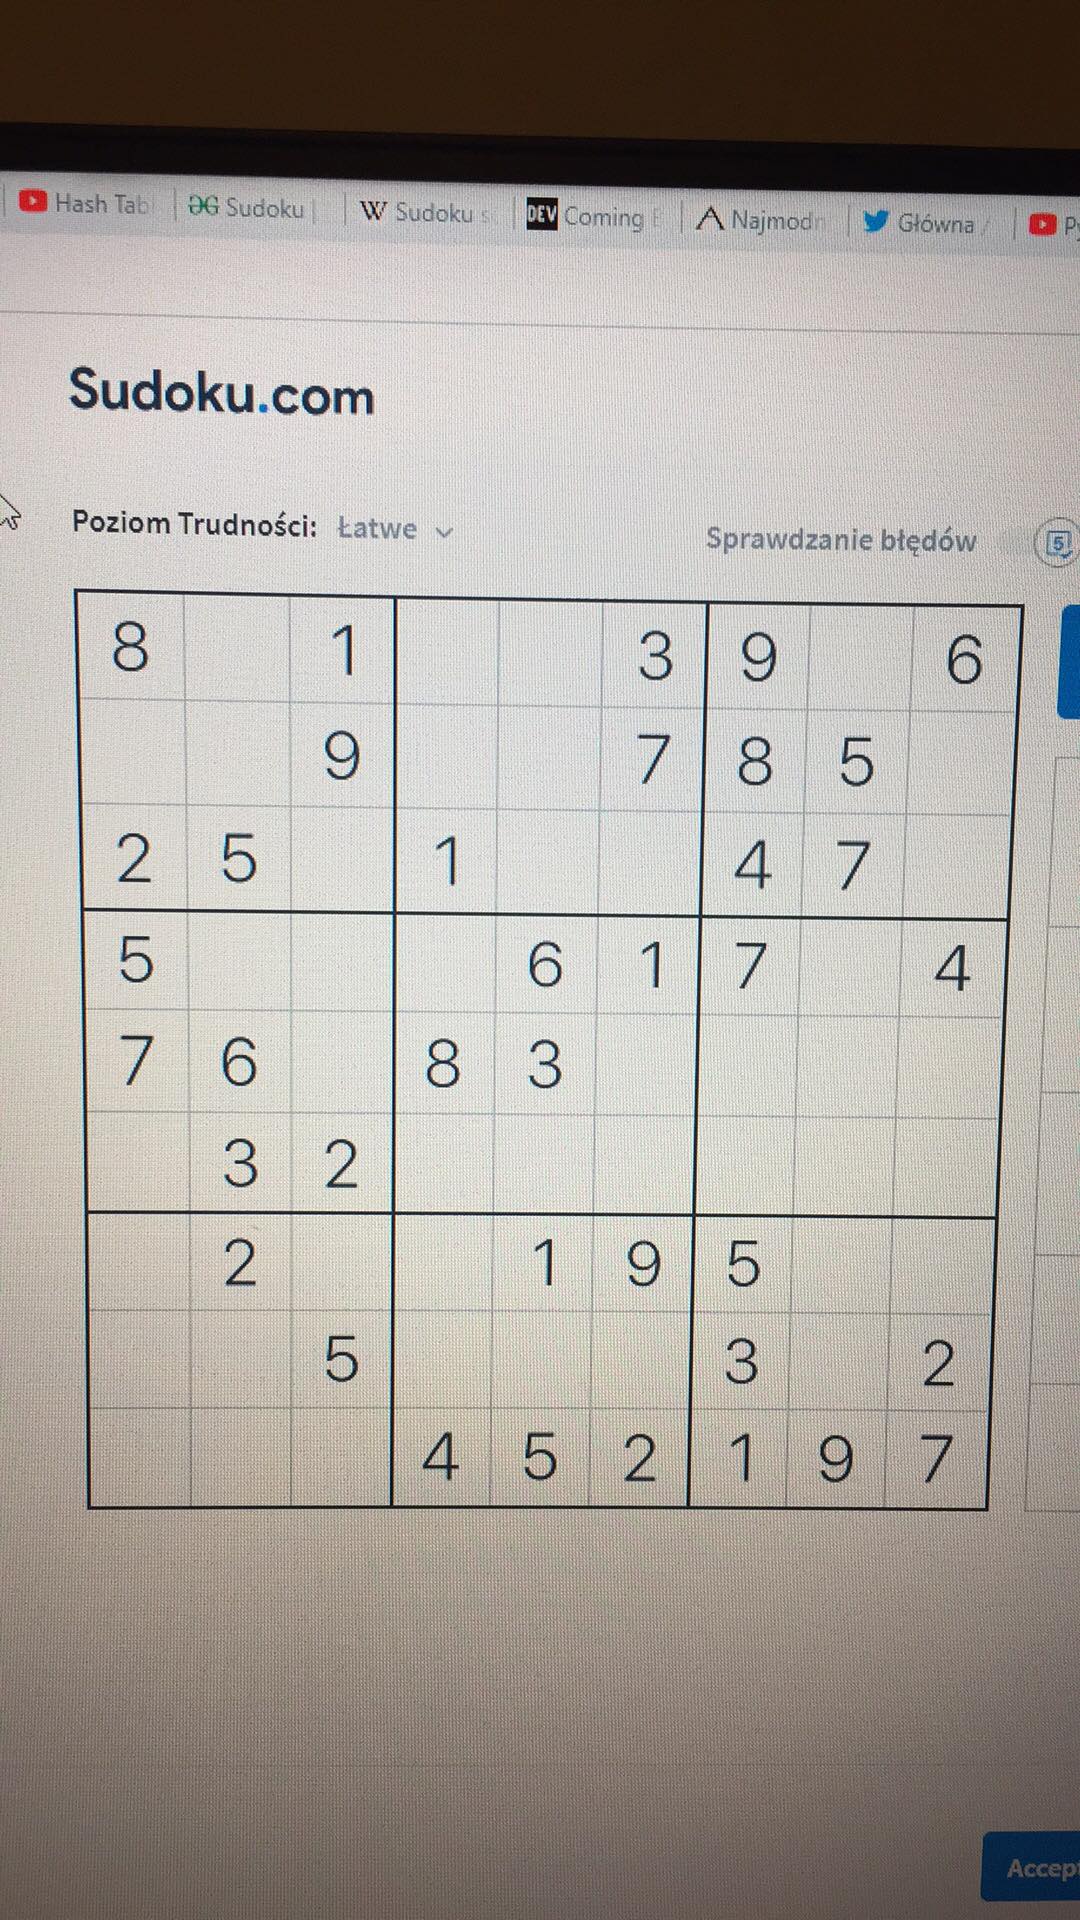 Hash Tab
Sudoku
Sudoku
Coming
Najmodn
Główna
Sudoku.com
Poziom Trudności: Łatwe
Sprawdzanie błędów
5
8 1 3 9 6
9 7 8 5
2 5 1 4 7
5 6 1 7 4
7 6 8 3
3 2
2 1 9 5
5 3 2
4 5 2 1 9 7
Accept